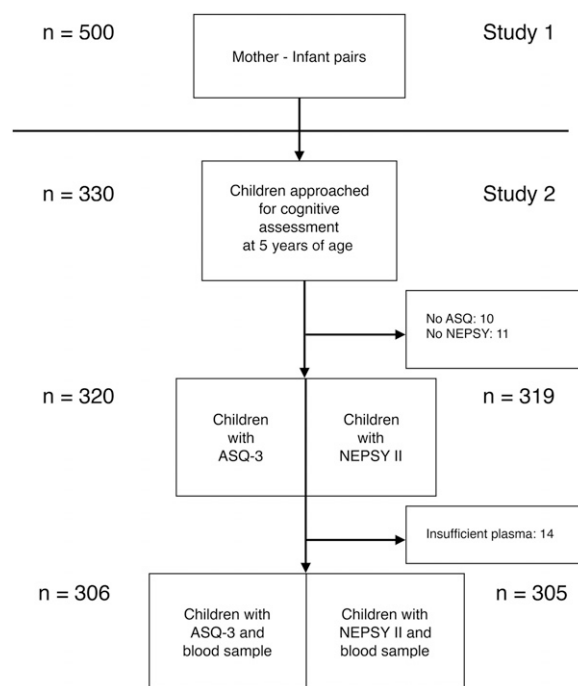 n = 500
Study 1
Mother - Infant pairs
n = 330
Study 2
Children approached
for cognitive
assessment
at 5 years of age
No ASQ: 10
No NEPSY: 11
n = 320
n = 319
Children
with
ASQ-3
Children
with
NEPSY II
Insufficient plasma: 14
n = 306
n = 305
Children with
ASQ-3 and
blood sample
Children with
NEPSY II and
blood sample